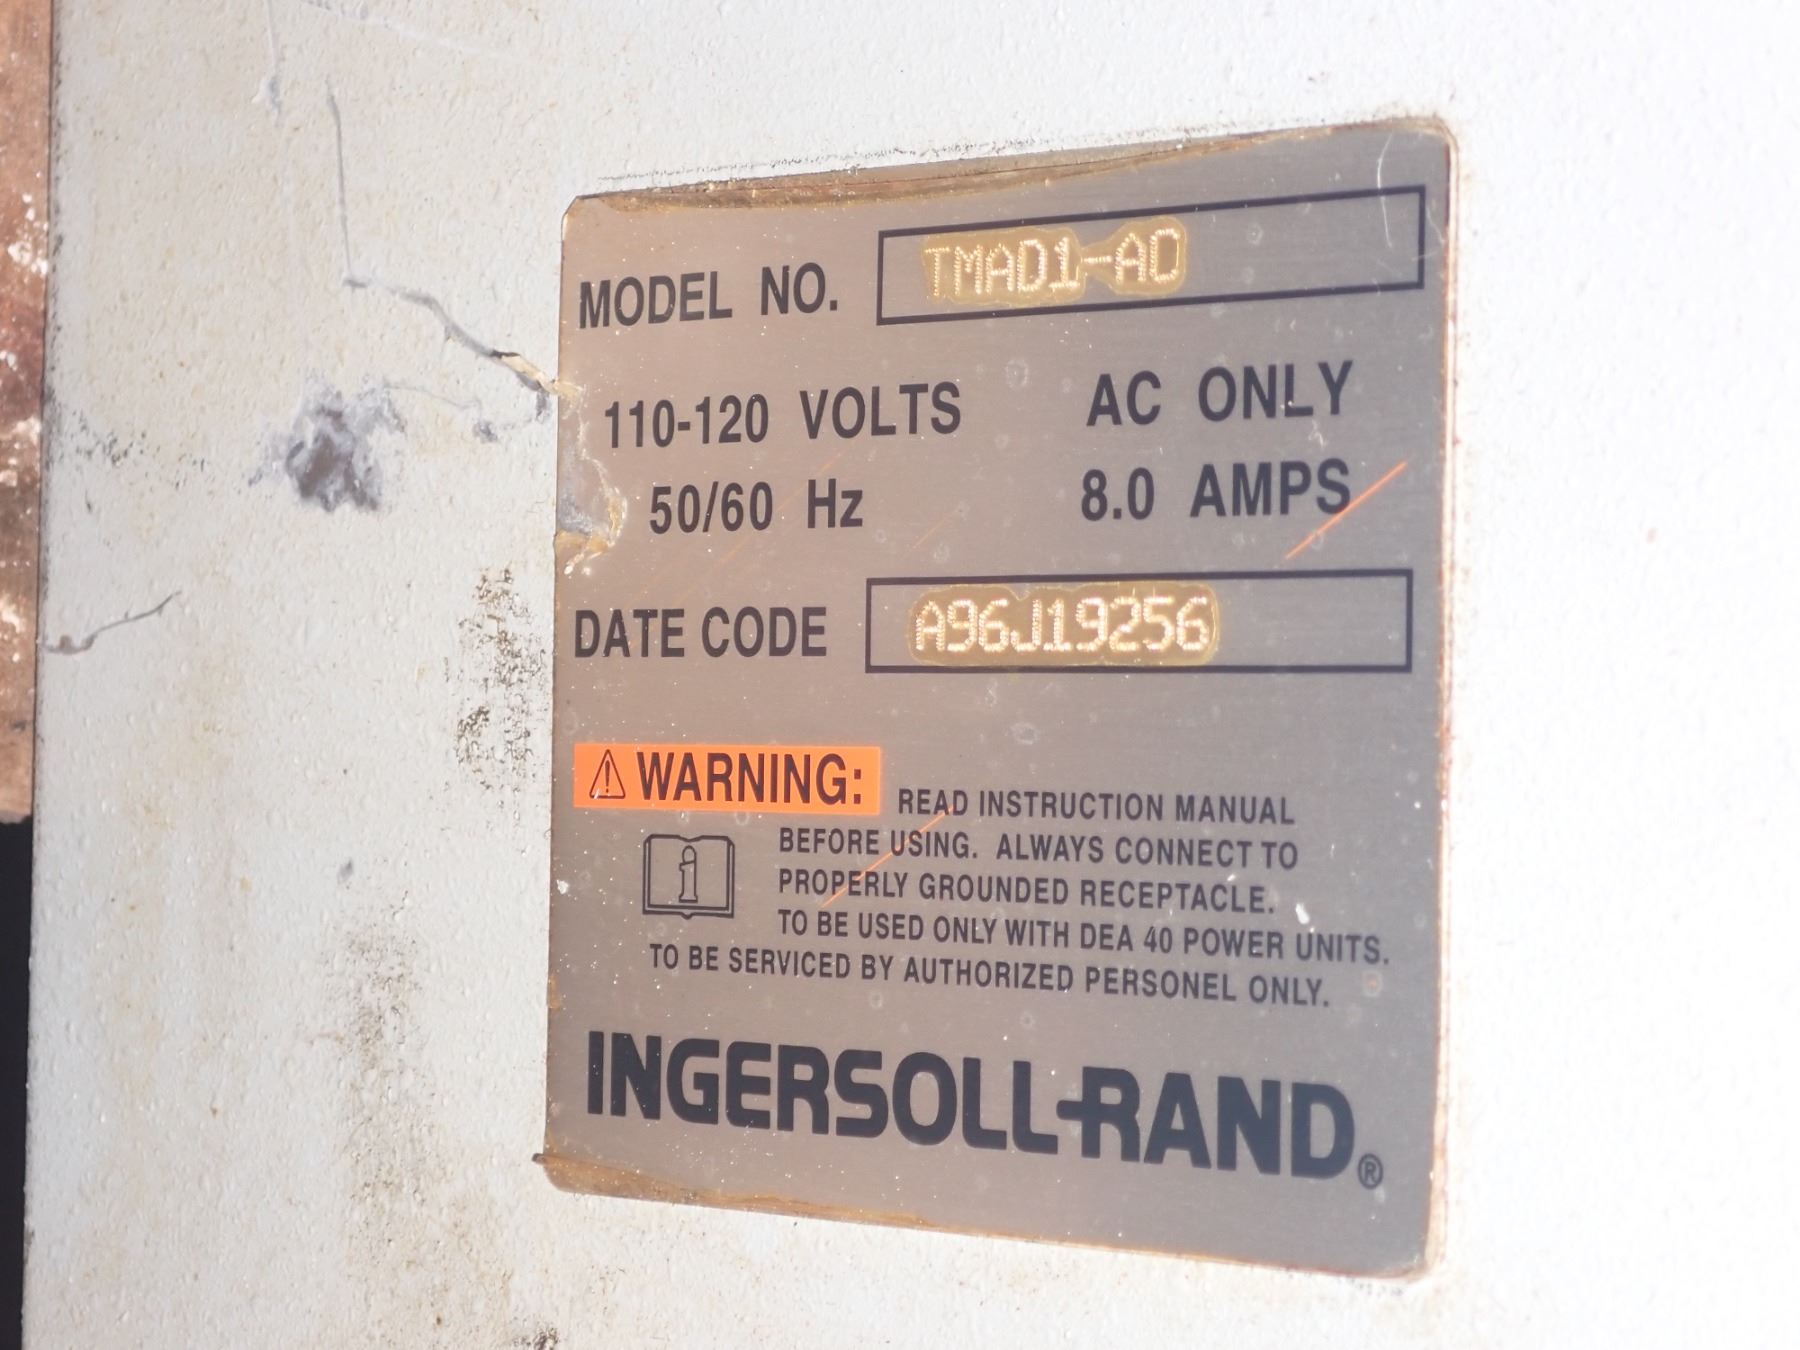 MODEL NO. TMAD1-AO
110-120 VOLTS AC ONLY
50/60 Hz 8.0 AMPS
DATE CODE A96J19256
⚠ WARNING: READ INSTRUCTION MANUAL
BEFORE USING. ALWAYS CONNECT TO
PROPERLY GROUNDED RECEPTACLE.
TO BE USED ONLY WITH DEA 40 POWER UNITS.
TO BE SERVICED BY AUTHORIZED PERSONEL ONLY.
INGERSOLL-RAND®